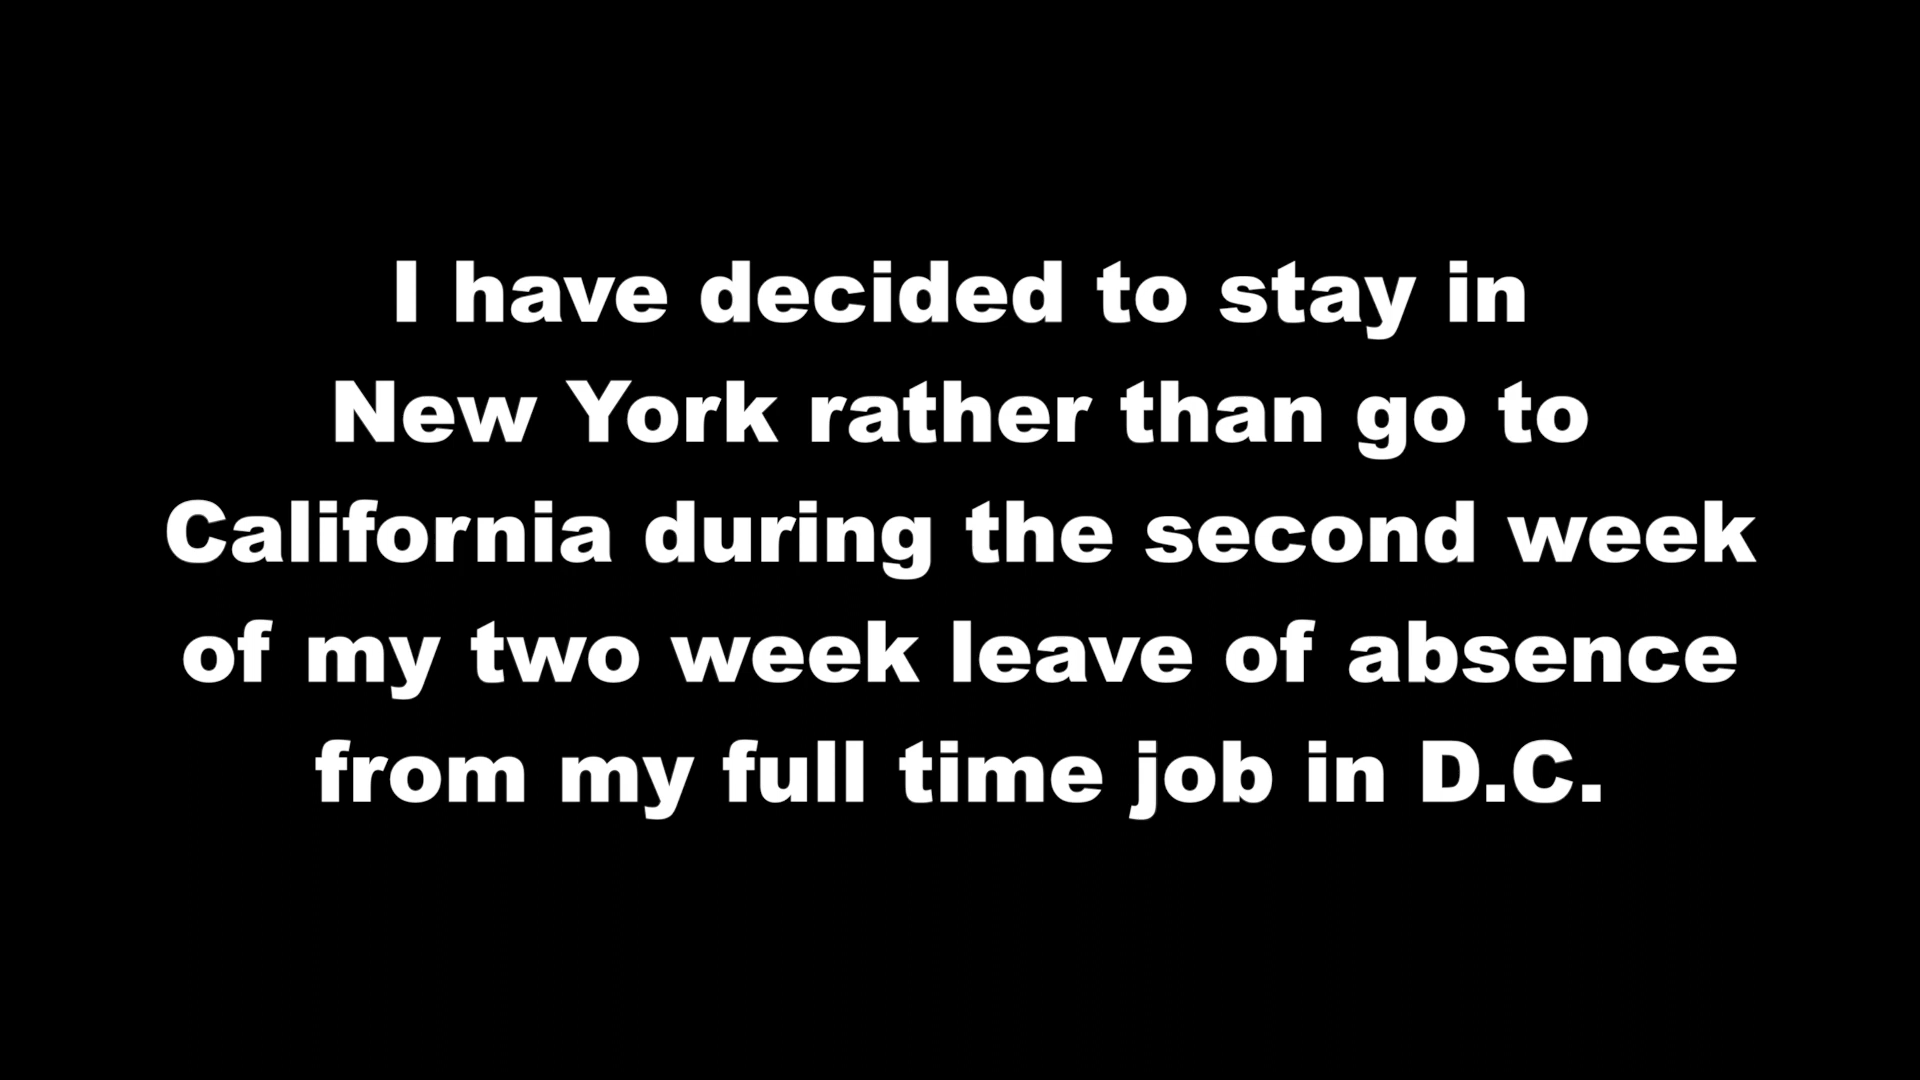 I have decided to stay in
New York rather than go to
California during the second week
of my two week leave of absence
from my full time job in D.C.